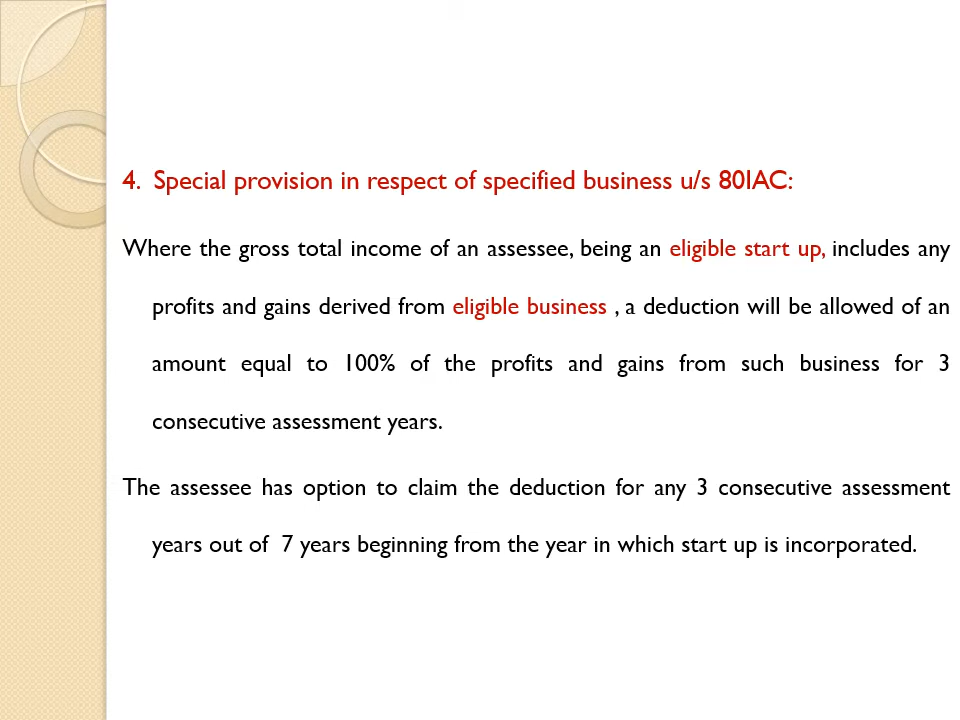 4. Special provision in respect of specified business u/s 80IAC:
Where the gross total income of an assessee, being an eligible start up, includes any
profits and gains derived from eligible business , a deduction will be allowed of an
amount equal to 100% of the profits and gains from such business for 3
consecutive assessment years.
The assessee has option to claim the deduction for any 3 consecutive assessment
years out of 7 years beginning from the year in which start up is incorporated.